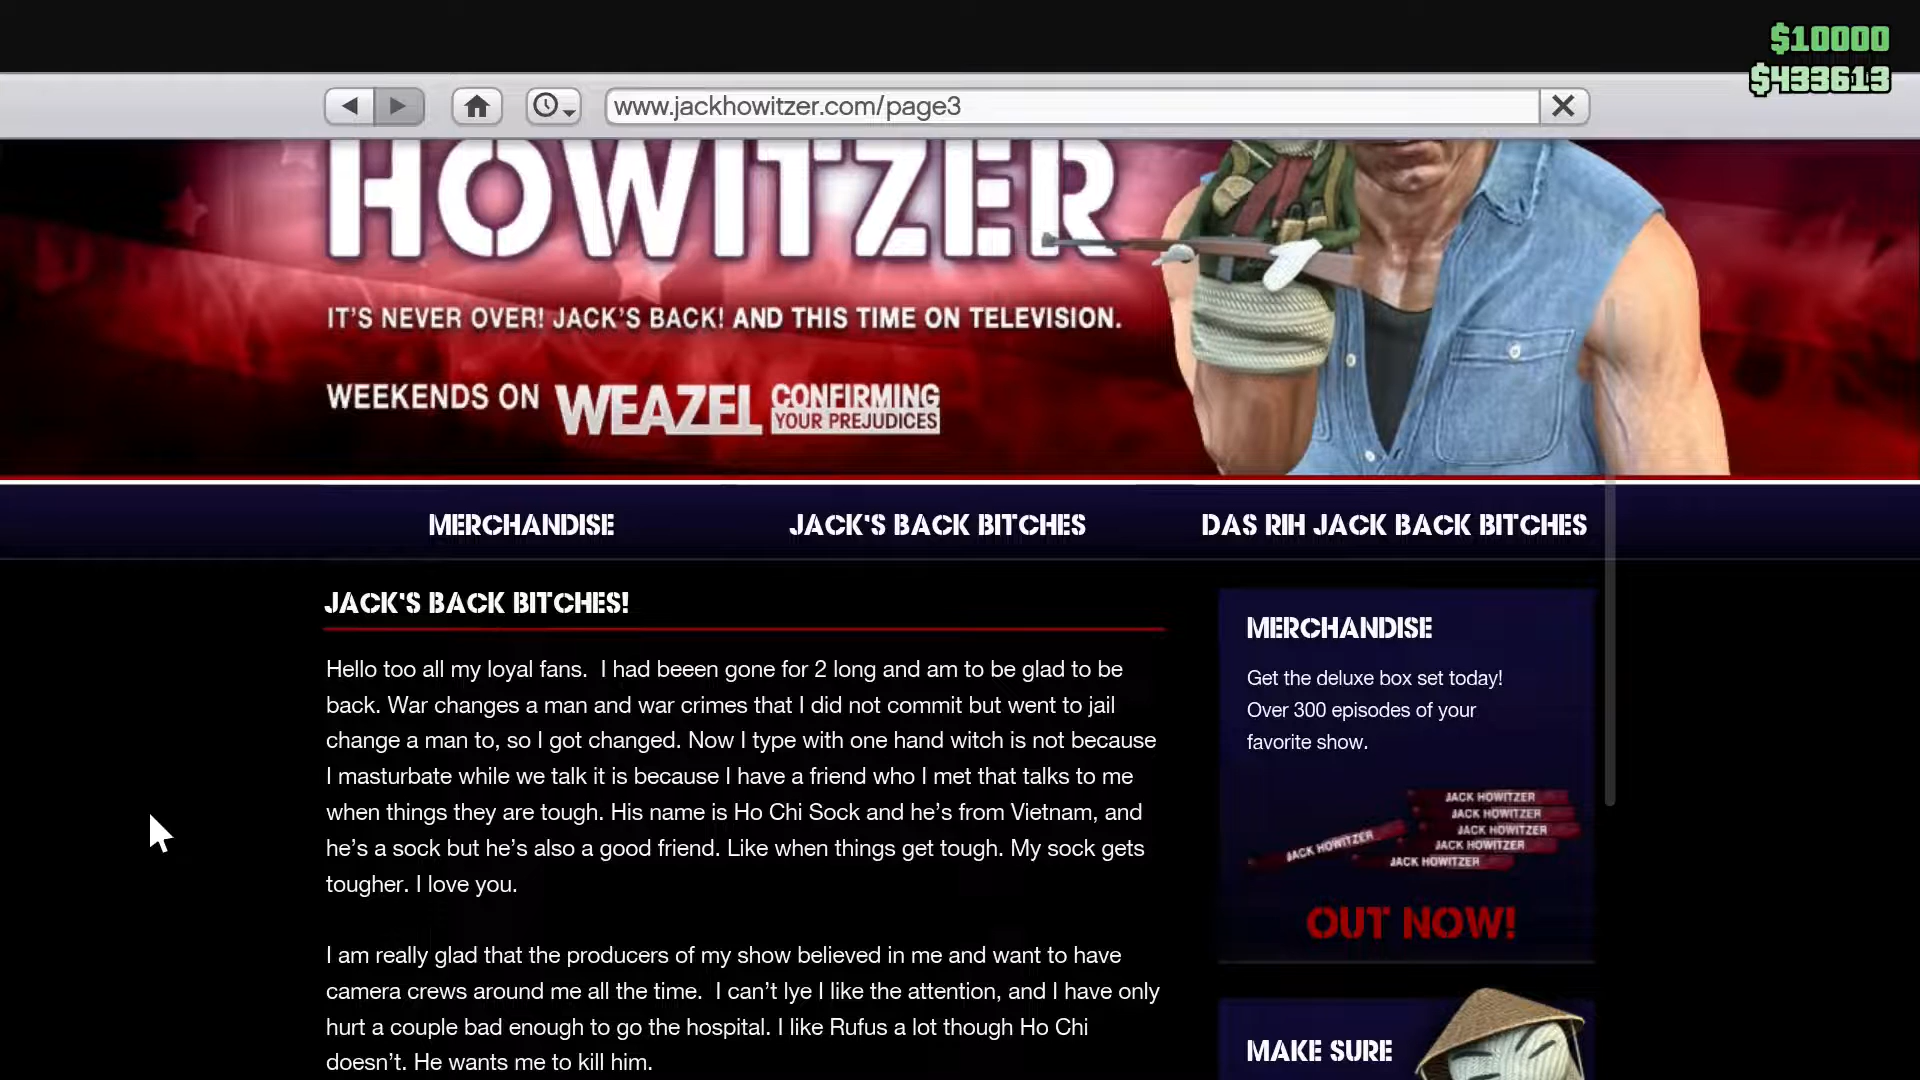 $10000
$433613
www.jackhowitzer.com/page3
HOWITZER
IT'S NEVER OVER! JACK'S BACK! AND THIS TIME ON TELEVISION.
WEEKENDS ON WEAZEL CONFIRMING
YOUR PREJUDICES
MERCHANDISE JACK'S BACK BITCHES DAS RIH JACK BACK BITCHES
JACK'S BACK BITCHES!
Hello too all my loyal fans.  I had beeen gone for 2 long and am to be glad to be
back. War changes a man and war crimes that I did not commit but went to jail
change a man to, so I got changed. Now I type with one hand witch is not because
I masturbate while we talk it is because I have a friend who I met that talks to me
when things they are tough. His name is Ho Chi Sock and he’s from Vietnam, and
he’s a sock but he’s also a good friend. Like when things get tough. My sock gets
tougher. I love you.
I am really glad that the producers of my show believed in me and want to have
camera crews around me all the time.  I can’t lye I like the attention, and I have only
hurt a couple bad enough to go the hospital. I like Rufus a lot though Ho Chi
doesn’t. He wants me to kill him.
MERCHANDISE
Get the deluxe box set today!
Over 300 episodes of your
favorite show.
JACK HOWITZER
JACK HOWITZER
JACK HOWITZER
JACK HOWITZER
JACK HOWITZER
JACK HOWITZER
OUT NOW!
MAKE SURE